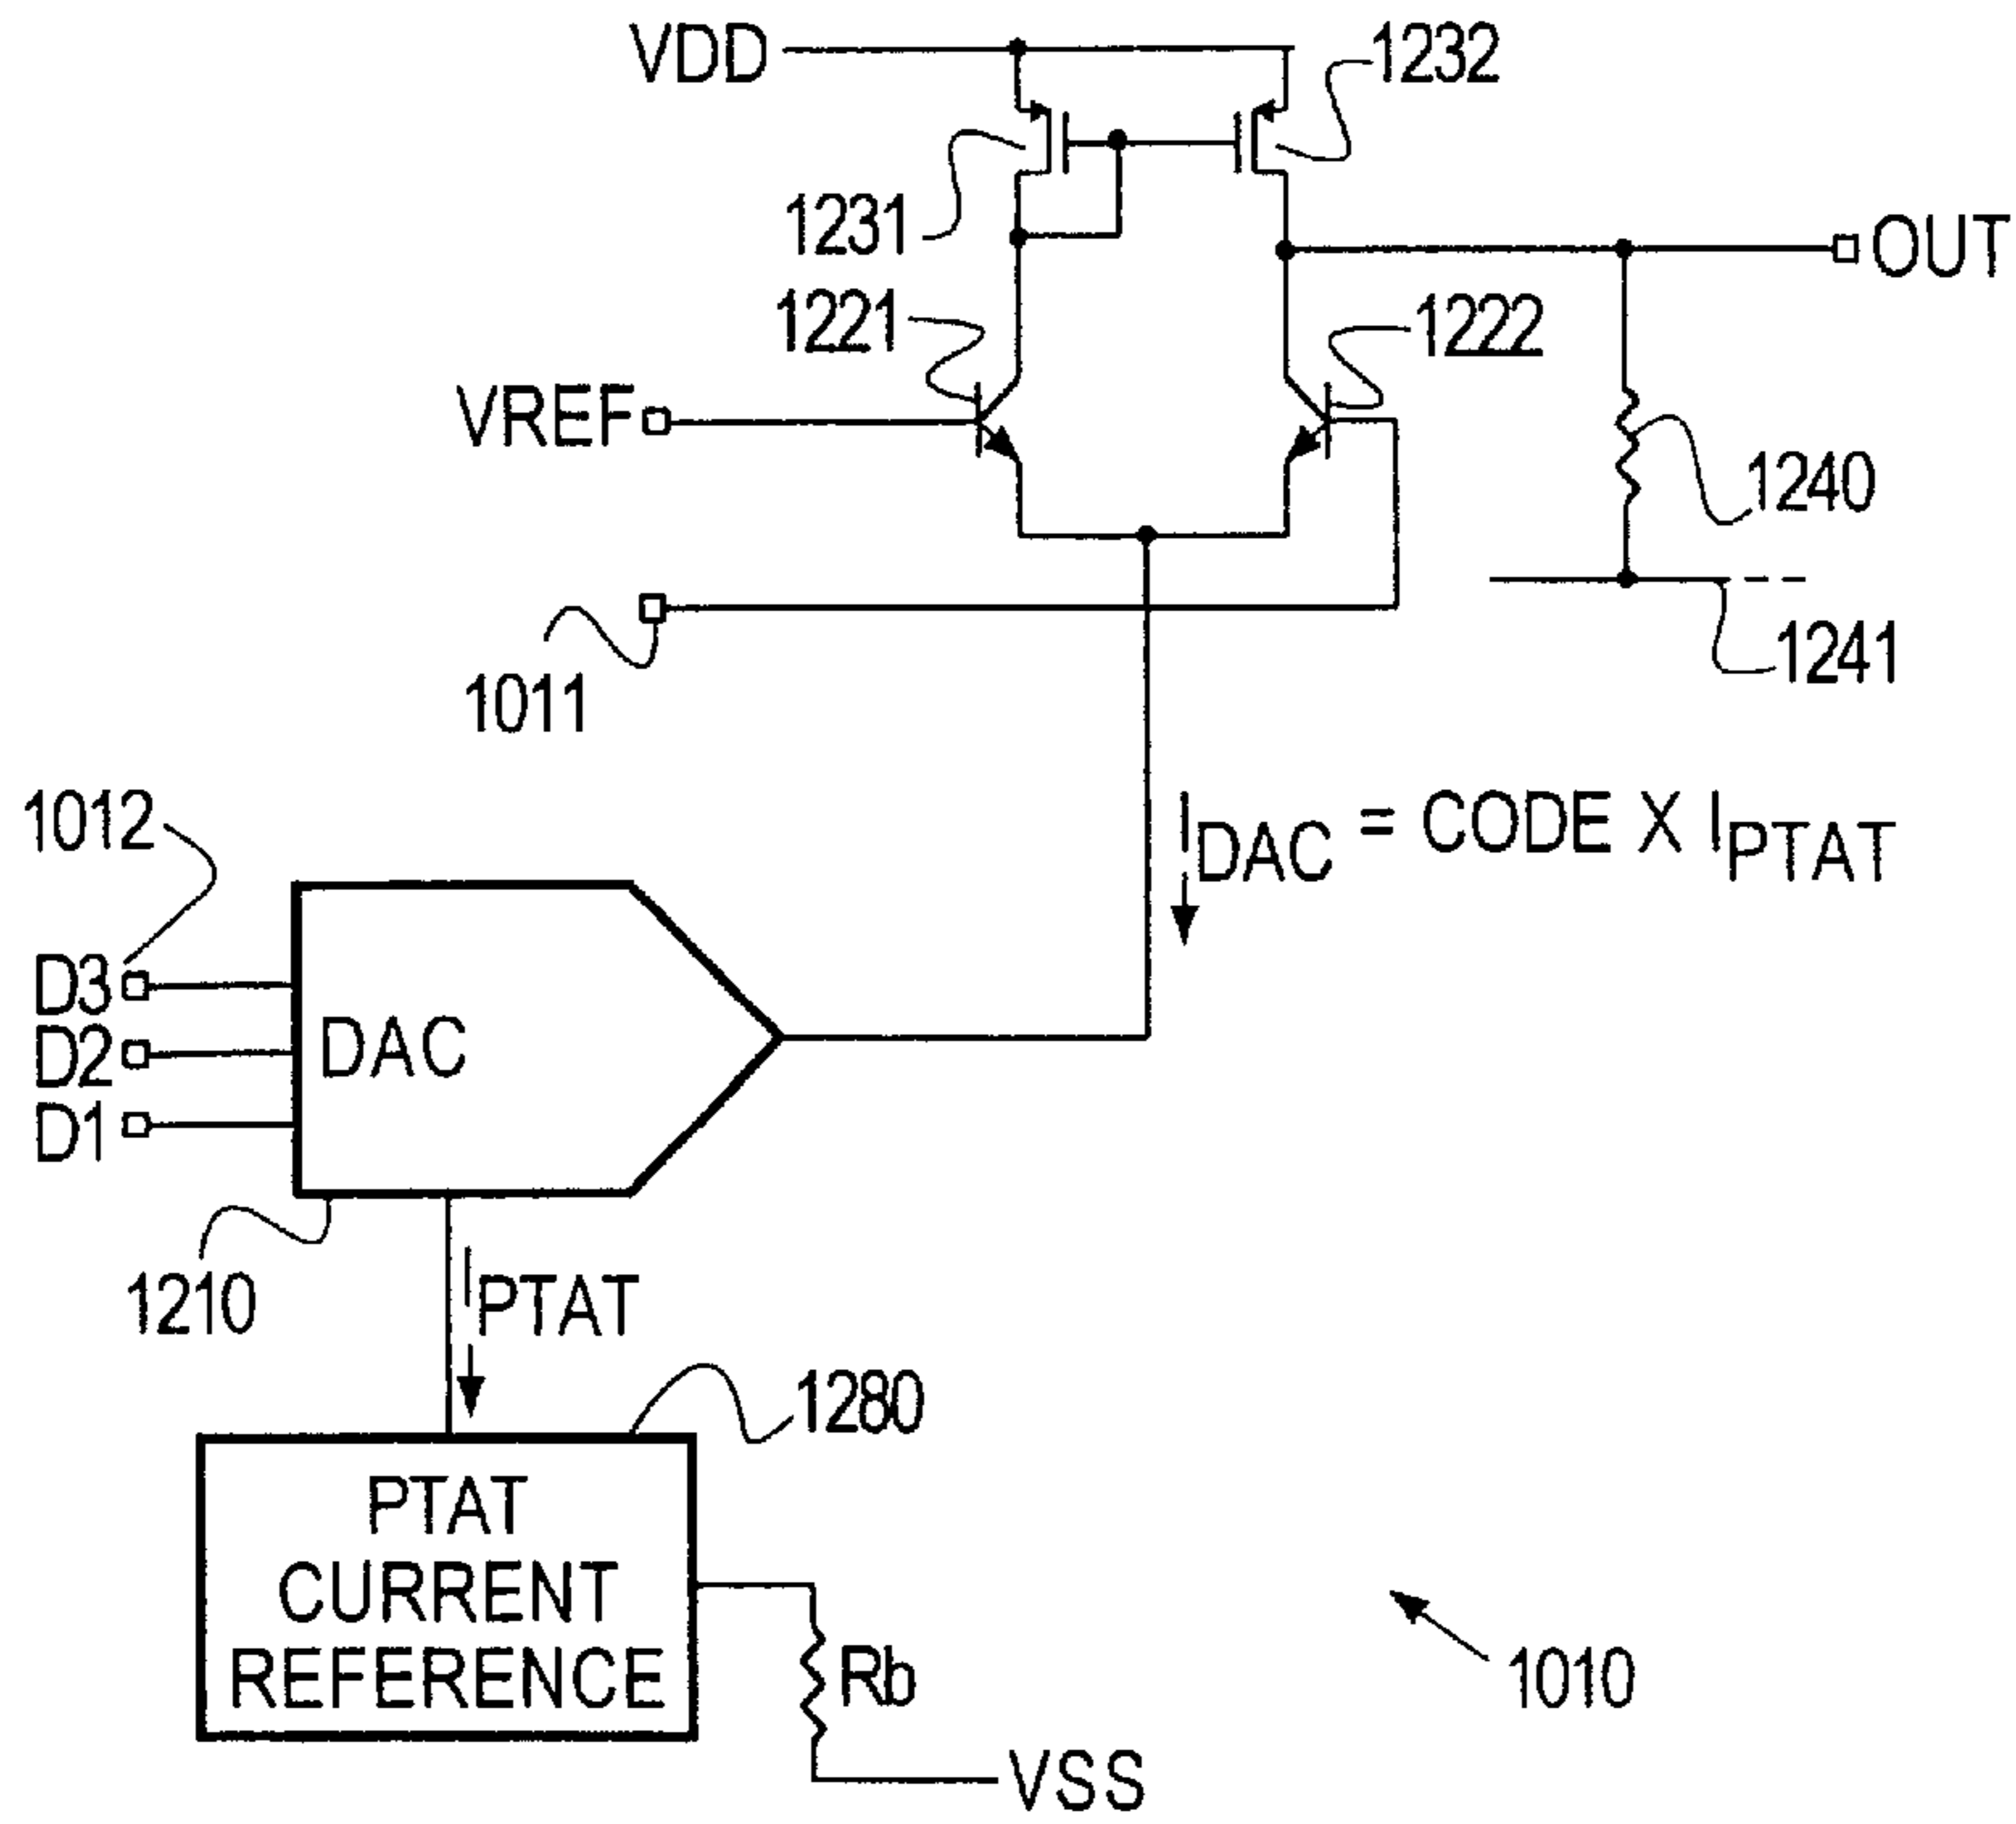 VDD
1232
1231
OUT
1221
1222
VREF
1240
1011
1241
1012
IDAC = CODE X IPTAT
D3
D2
DAC
D1
1210
IPTAT
1280
PTAT
CURRENT
REFERENCE
Rb
1010
VSS